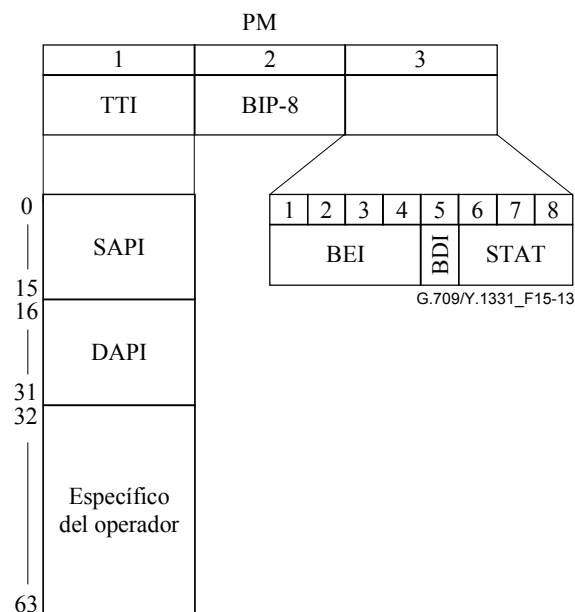 PM
1 2 3
TTI BIP-8
0
1 2 3 4 5 6 7 8
SAPI
BEI BDI STAT
15
G.709/Y.1331_F15-13
16
DAPI
31
32
Específico
del operador
63